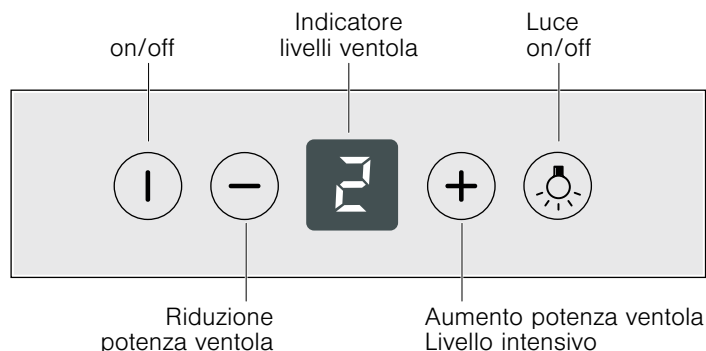 Indicatore
livelli ventola
Luce
on/off
on/off
2
Riduzione
potenza ventola
Aumento potenza ventola
Livello intensivo